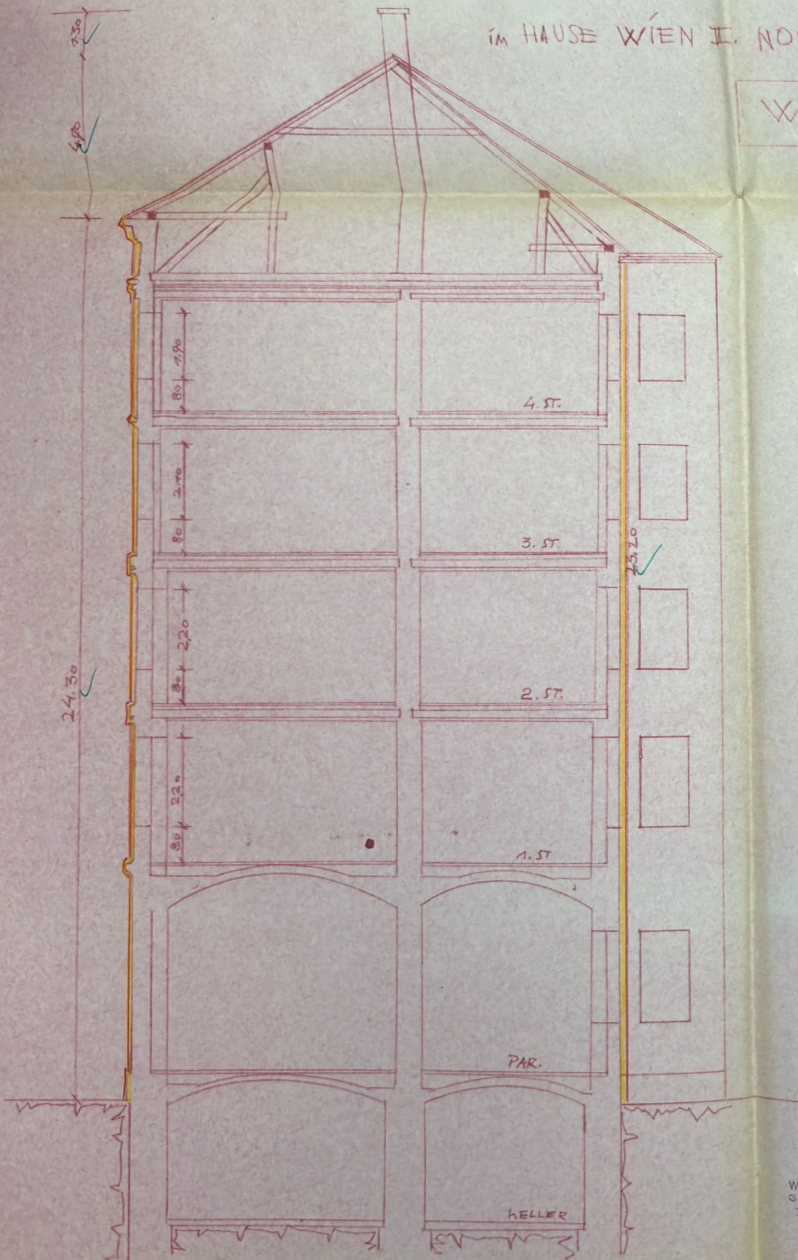 im HAUSE WIEN II. NO
W
1.30
4.90
24.30
23.20
1.90
80
4. ST.
2.10
80
3. ST.
2,20
80
2. ST.
2,20
80
1. ST
PAR.
KELLER